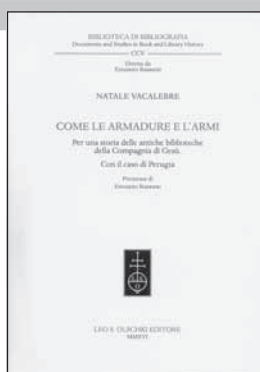 BIBLIOTECA DI BIBLIOGRAFIA
Documents and Studies in Book and Library History
CCV
Diretta da
Edoardo Barbieri
NATALE VACALEBRE
COME LE ARMADURE E L'ARMI
Per una storia delle antiche biblioteche
della Compagnia di Gesù.
Con il caso di Perugia
Premessa di
Edoardo Barbieri
LEO S. OLSCHKI EDITORE
MMXVI